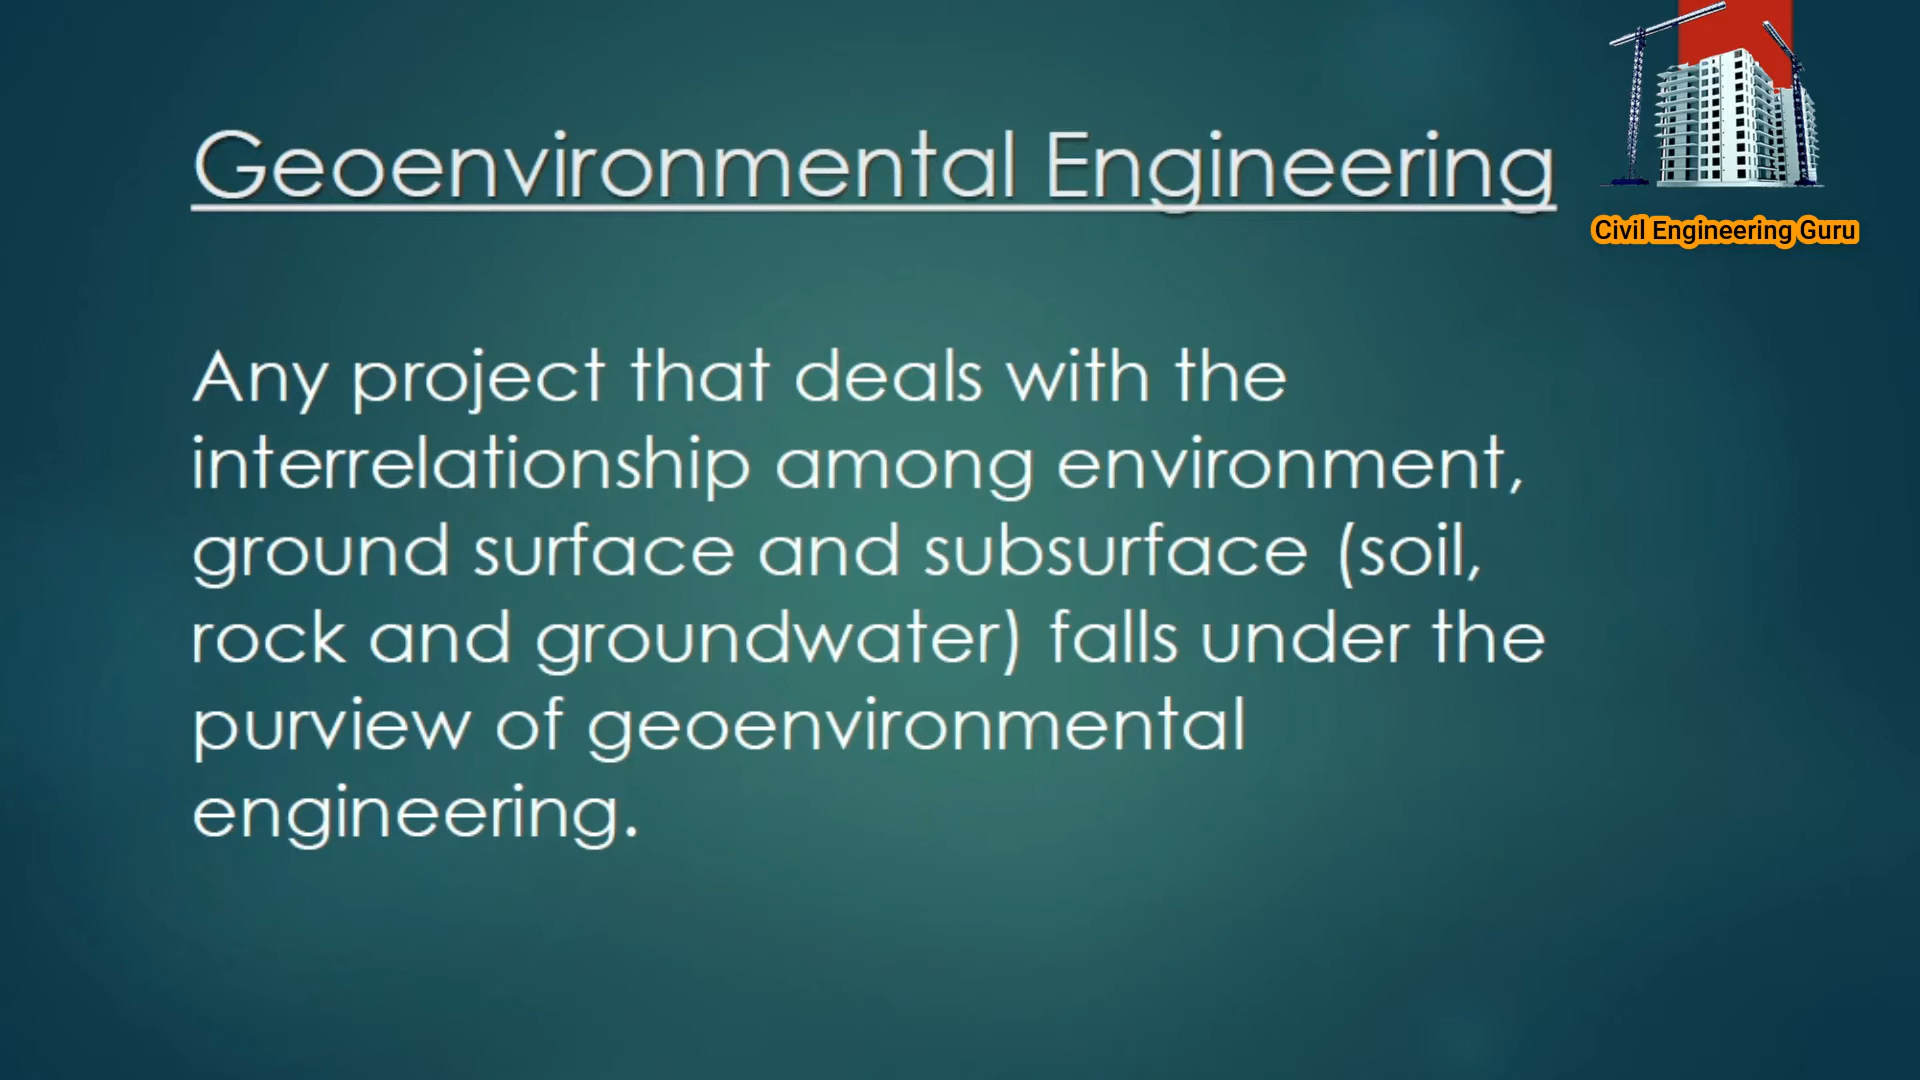 Geoenvironmental Engineering
Civil Engineering Guru
Any project that deals with the
interrelationship among environment,
ground surface and subsurface (soil,
rock and groundwater) falls under the
purview of geoenvironmental
engineering.